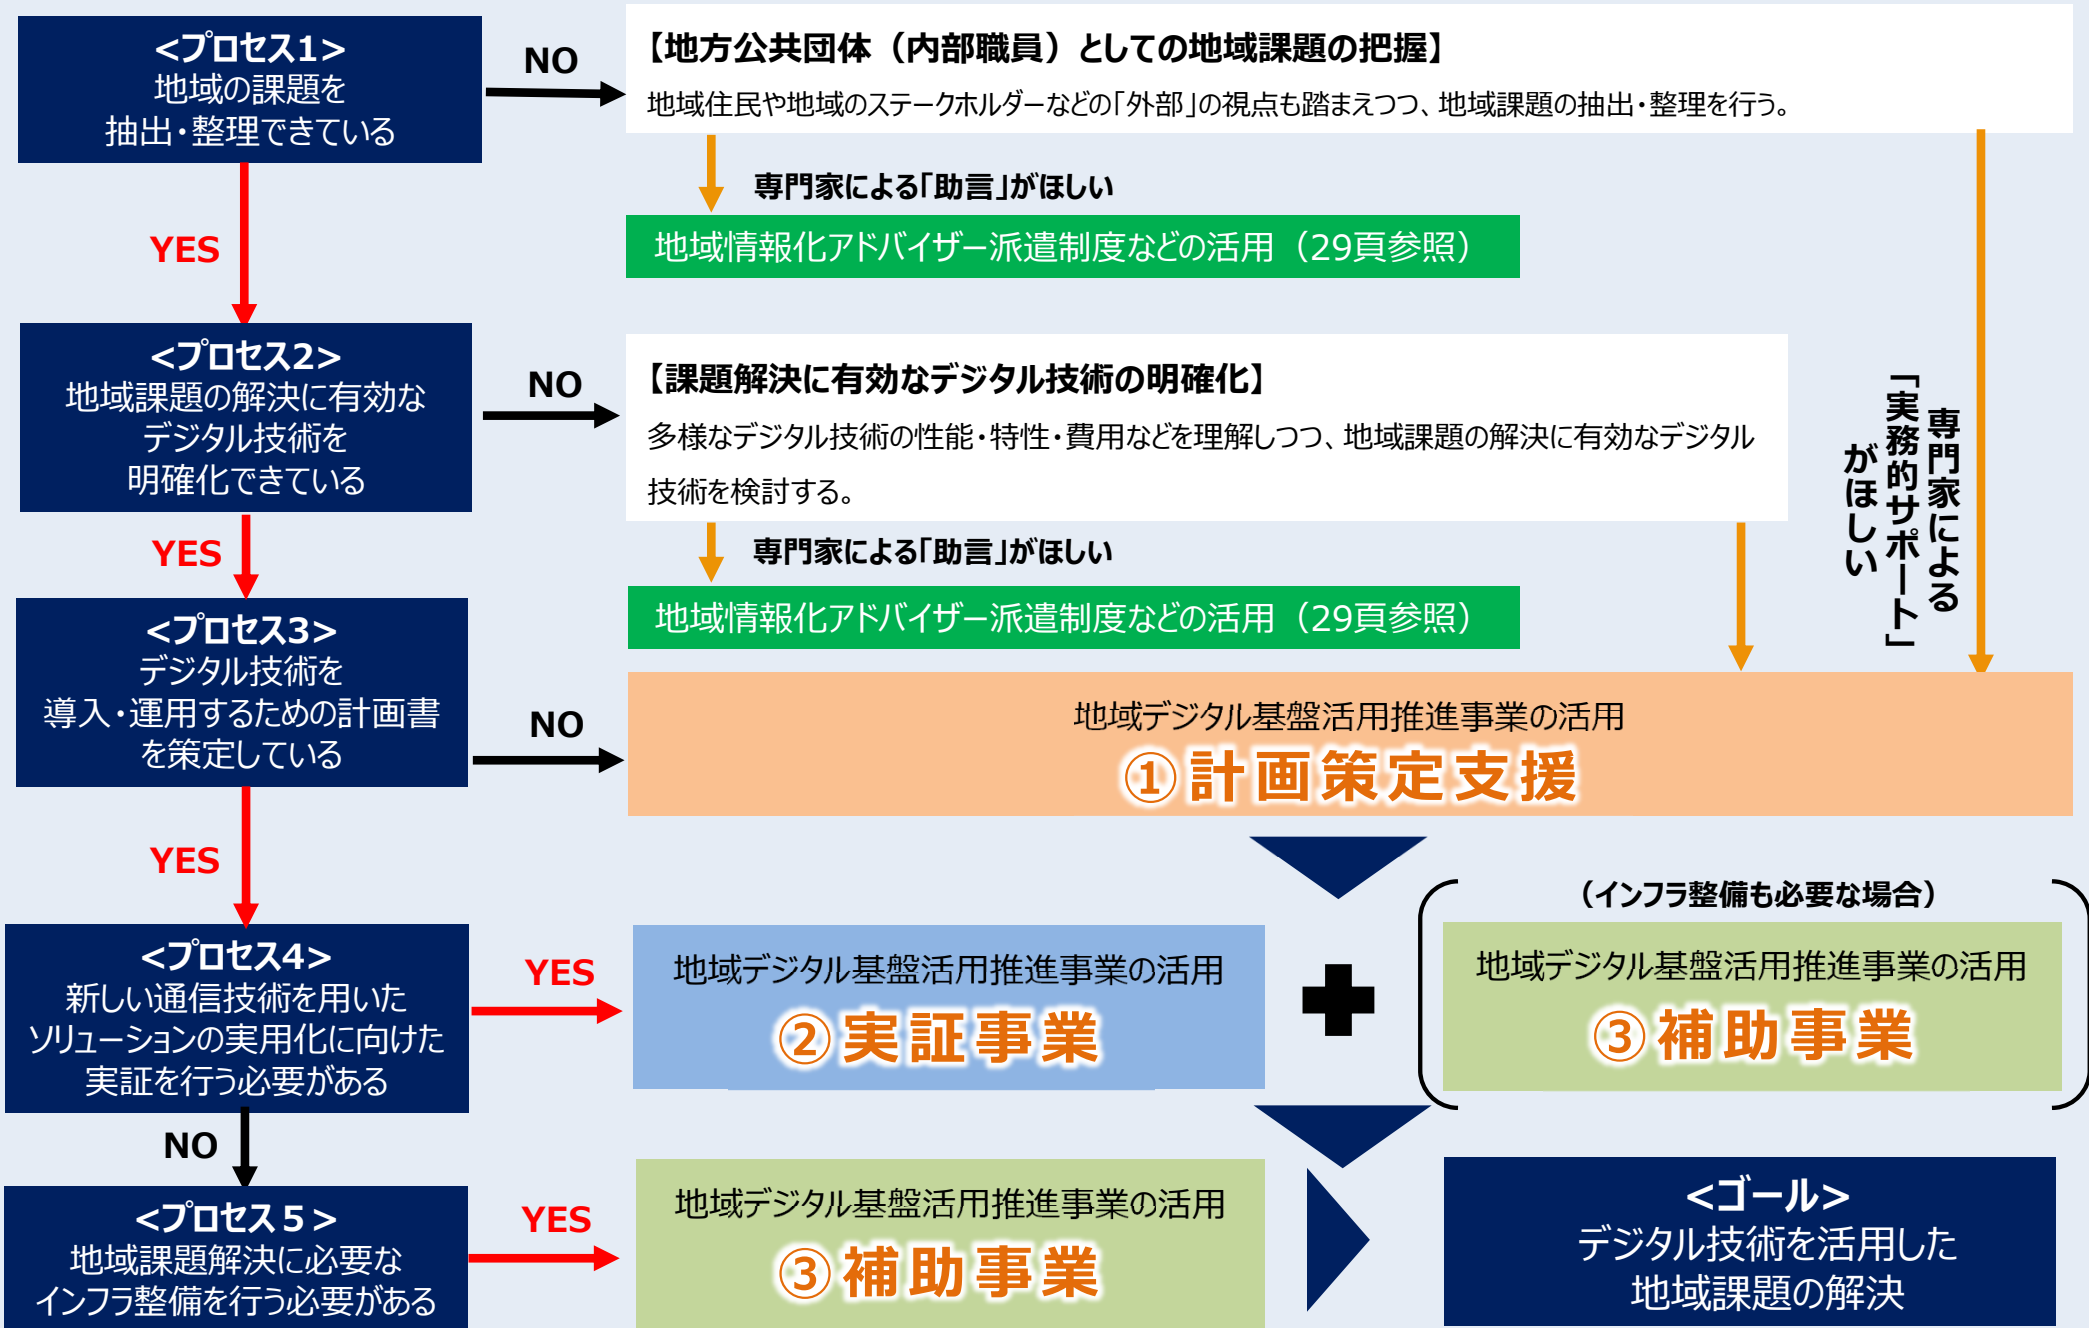 <プロセス1>
地域の課題を
抽出・整理できている
NO
【地方公共団体（内部職員）としての地域課題の把握】
地域住民や地域のステークホルダーなどの「外部」の視点も踏まえつつ、地域課題の抽出・整理を行う。
専門家による「助言」がほしい
地域情報化アドバイザー派遣制度などの活用（29頁参照）
YES
<プロセス2>
地域課題の解決に有効な
デジタル技術を
明確化できている
NO
【課題解決に有効なデジタル技術の明確化】
多様なデジタル技術の性能・特性・費用などを理解しつつ、地域課題の解決に有効なデジタル
技術を検討する。
専門家による
「実務的サポート」
がほしい
専門家による「助言」がほしい
地域情報化アドバイザー派遣制度などの活用（29頁参照）
YES
<プロセス3>
デジタル技術を
導入・運用するための計画書
を策定している
NO
地域デジタル基盤活用推進事業の活用
①計画策定支援
YES
<プロセス4>
新しい通信技術を用いた
ソリューションの実用化に向けた
実証を行う必要がある
YES
地域デジタル基盤活用推進事業の活用
②実証事業
（インフラ整備も必要な場合）
地域デジタル基盤活用推進事業の活用
③補助事業
NO
<プロセス５>
地域課題解決に必要な
インフラ整備を行う必要がある
YES
地域デジタル基盤活用推進事業の活用
③補助事業
<ゴール>
デジタル技術を活用した
地域課題の解決